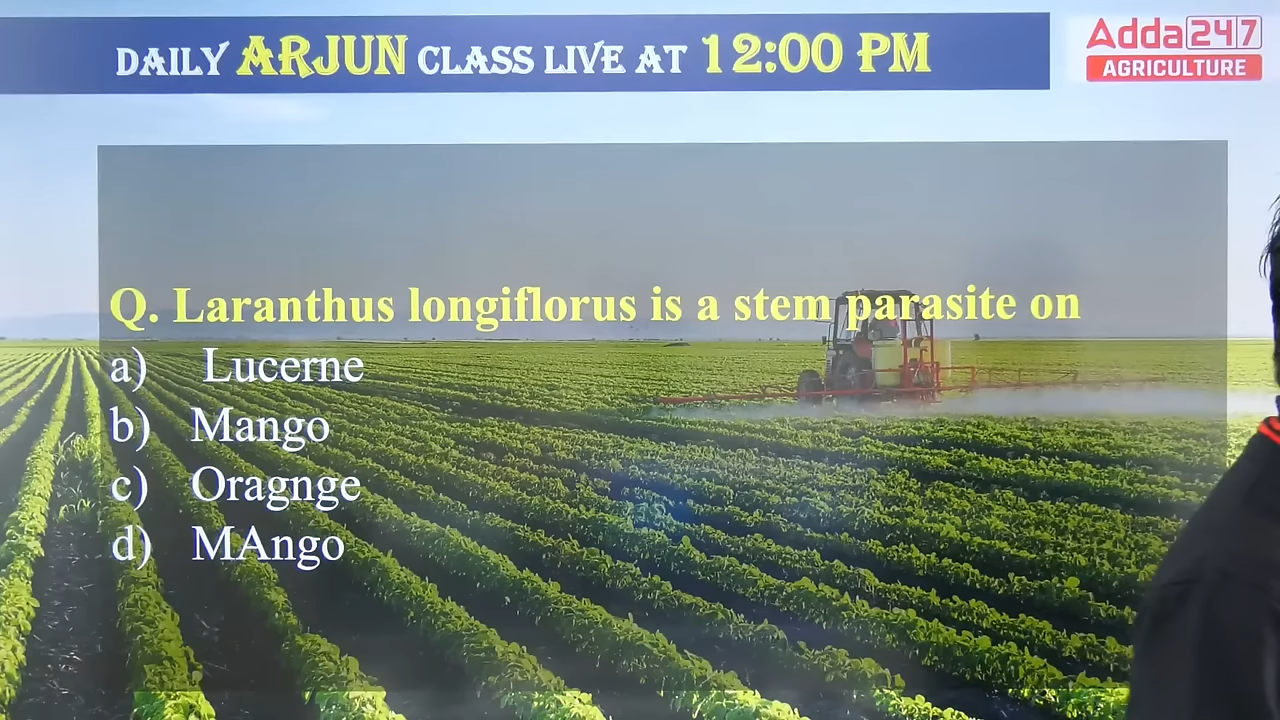 DAILY ARJUN CLASS LIVE AT 12:00 PM
Adda247
AGRICULTURE
Q. Laranthus longiflorus is a stem parasite on
a) Lucerne
b) Mango
c) Oragnge
d) MAngo